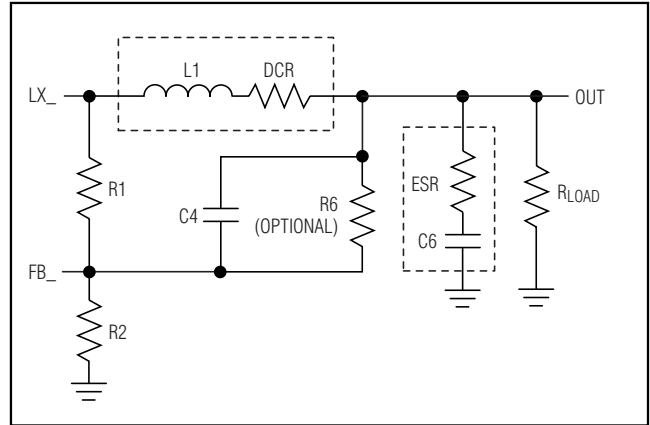 L1 DCR
LX_
OUT
R1
C4
R6
(OPTIONAL)
ESR
C6
RLOAD
FB_
R2